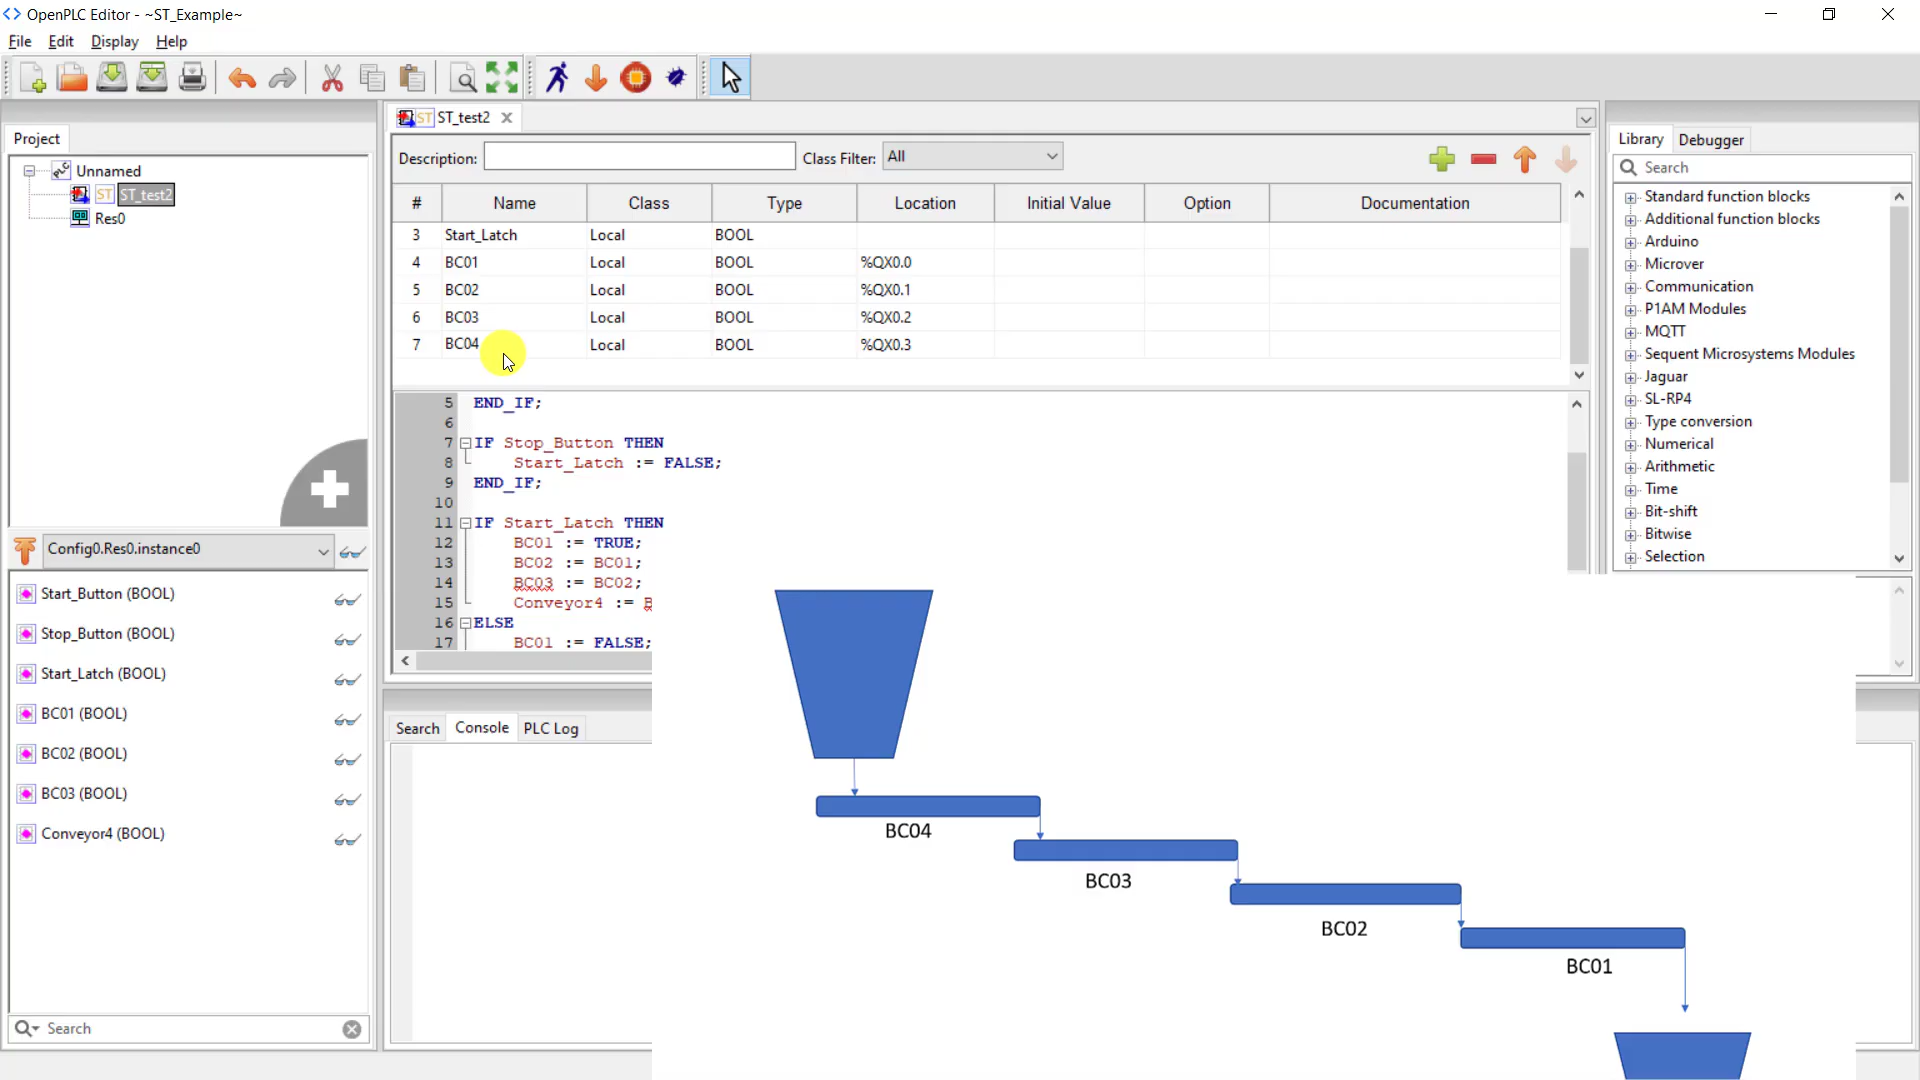 OpenPLC Editor - ~ST_Example~
File Edit Display Help
Project
Unnamed
ST ST_test2
Res0
Config0.Res0.instance0
Start_Button (BOOL)
Stop_Button (BOOL)
Start_Latch (BOOL)
BC01 (BOOL)
BC02 (BOOL)
BC03 (BOOL)
Conveyor4 (BOOL)
Search
ST ST_test2
Description: Class Filter: All
# Name Class Type Location Initial Value Option Documentation
3 Start_Latch Local BOOL
4 BC01 Local BOOL %QX0.0
5 BC02 Local BOOL %QX0.1
6 BC03 Local BOOL %QX0.2
7 BC04 Local BOOL %QX0.3
5 END_IF;
6
7 IF Stop_Button THEN
8 Start_Latch := FALSE;
9 END_IF;
10
11 IF Start_Latch THEN
12 BC01 := TRUE;
13 BC02 := BC01;
14 BC03 := BC02;
15 Conveyor4 := B
16 ELSE
17 BC01 := FALSE;
Search Console PLC Log
BC04
BC03
BC02
BC01
Library Debugger
Search
Standard function blocks
Additional function blocks
Arduino
Microver
Communication
P1AM Modules
MQTT
Sequent Microsystems Modules
Jaguar
SL-RP4
Type conversion
Numerical
Arithmetic
Time
Bit-shift
Bitwise
Selection